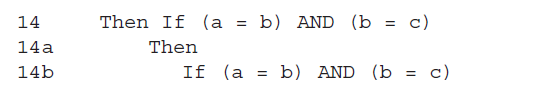 14 Then If (a = b) AND (b = c)
14a Then
14b If (a = b) AND (b = c)